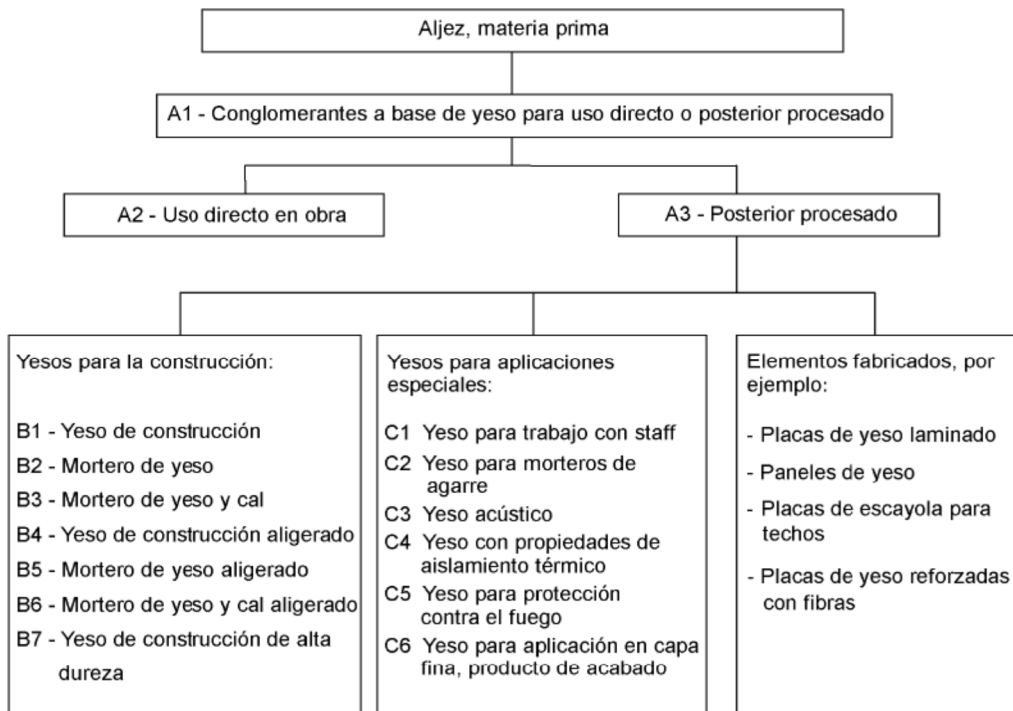 Aljez, materia prima
A1 - Conglomerantes a base de yeso para uso directo o posterior procesado
A2 - Uso directo en obra
A3 - Posterior procesado
Yesos para la construcción:
B1 - Yeso de construcción
B2 - Mortero de yeso
B3 - Mortero de yeso y cal
B4 - Yeso de construcción aligerado
B5 - Mortero de yeso aligerado
B6 - Mortero de yeso y cal aligerado
B7 - Yeso de construcción de alta
dureza
Yesos para aplicaciones
especiales:
C1 Yeso para trabajo con staff
C2 Yeso para morteros de
agarre
C3 Yeso acústico
C4 Yeso con propiedades de
aislamiento térmico
C5 Yeso para protección
contra el fuego
C6 Yeso para aplicación en capa
fina, producto de acabado
Elementos fabricados, por
ejemplo:
- Placas de yeso laminado
- Paneles de yeso
- Placas de escayola para
techos
- Placas de yeso reforzadas
con fibras